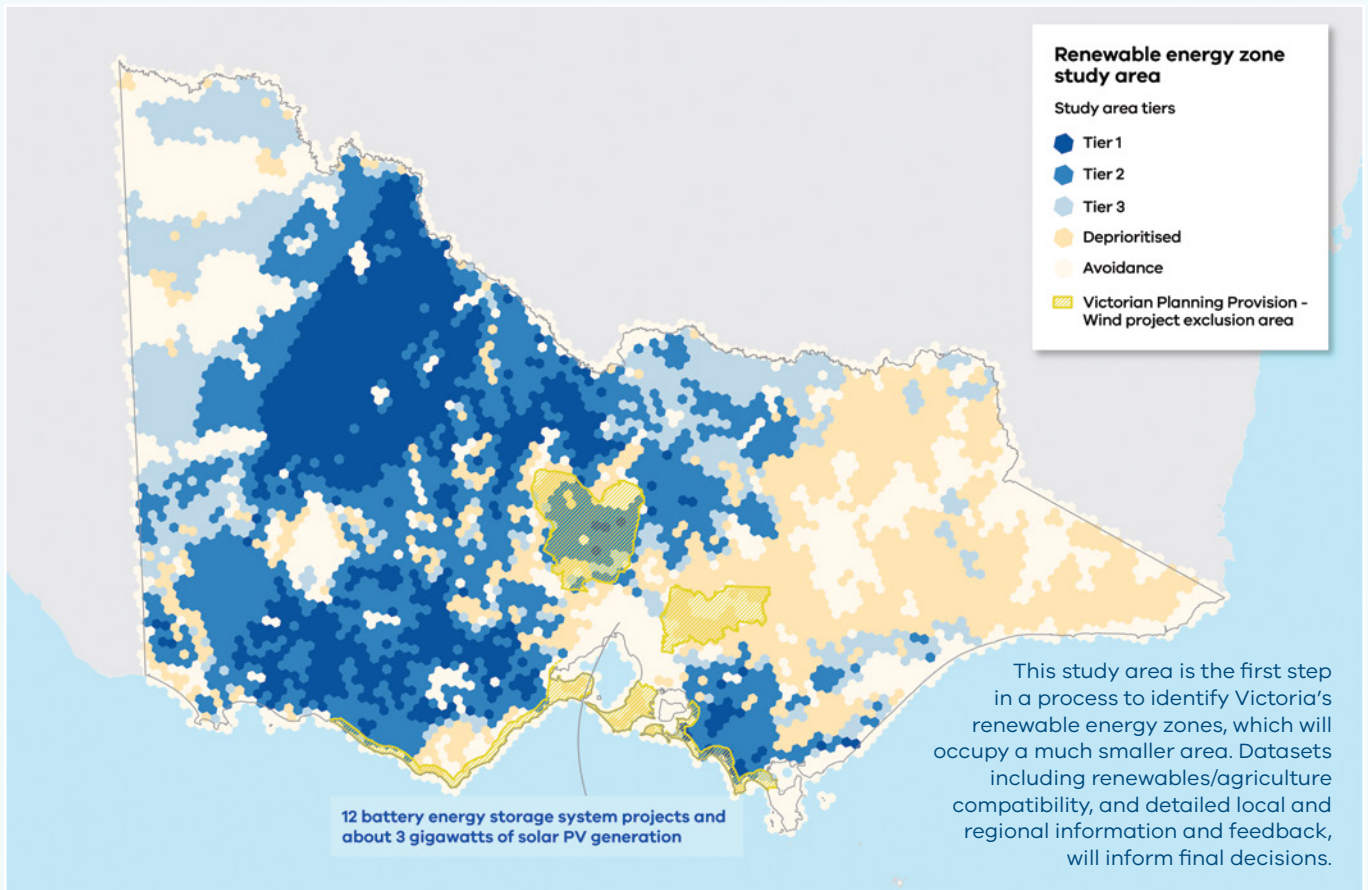 Renewable energy zone
study area
Study area tiers
Tier 1
Tier 2
Tier 3
Deprioritised
Avoidance
Victorian Planning Provision -
Wind project exclusion area
This study area is the first step
in a process to identify Victoria's
renewable energy zones, which will
occupy a much smaller area. Datasets
including renewables/agriculture
compatibility, and detailed local and
regional information and feedback,
will inform final decisions.
12 battery energy storage system projects and
about 3 gigawatts of solar PV generation